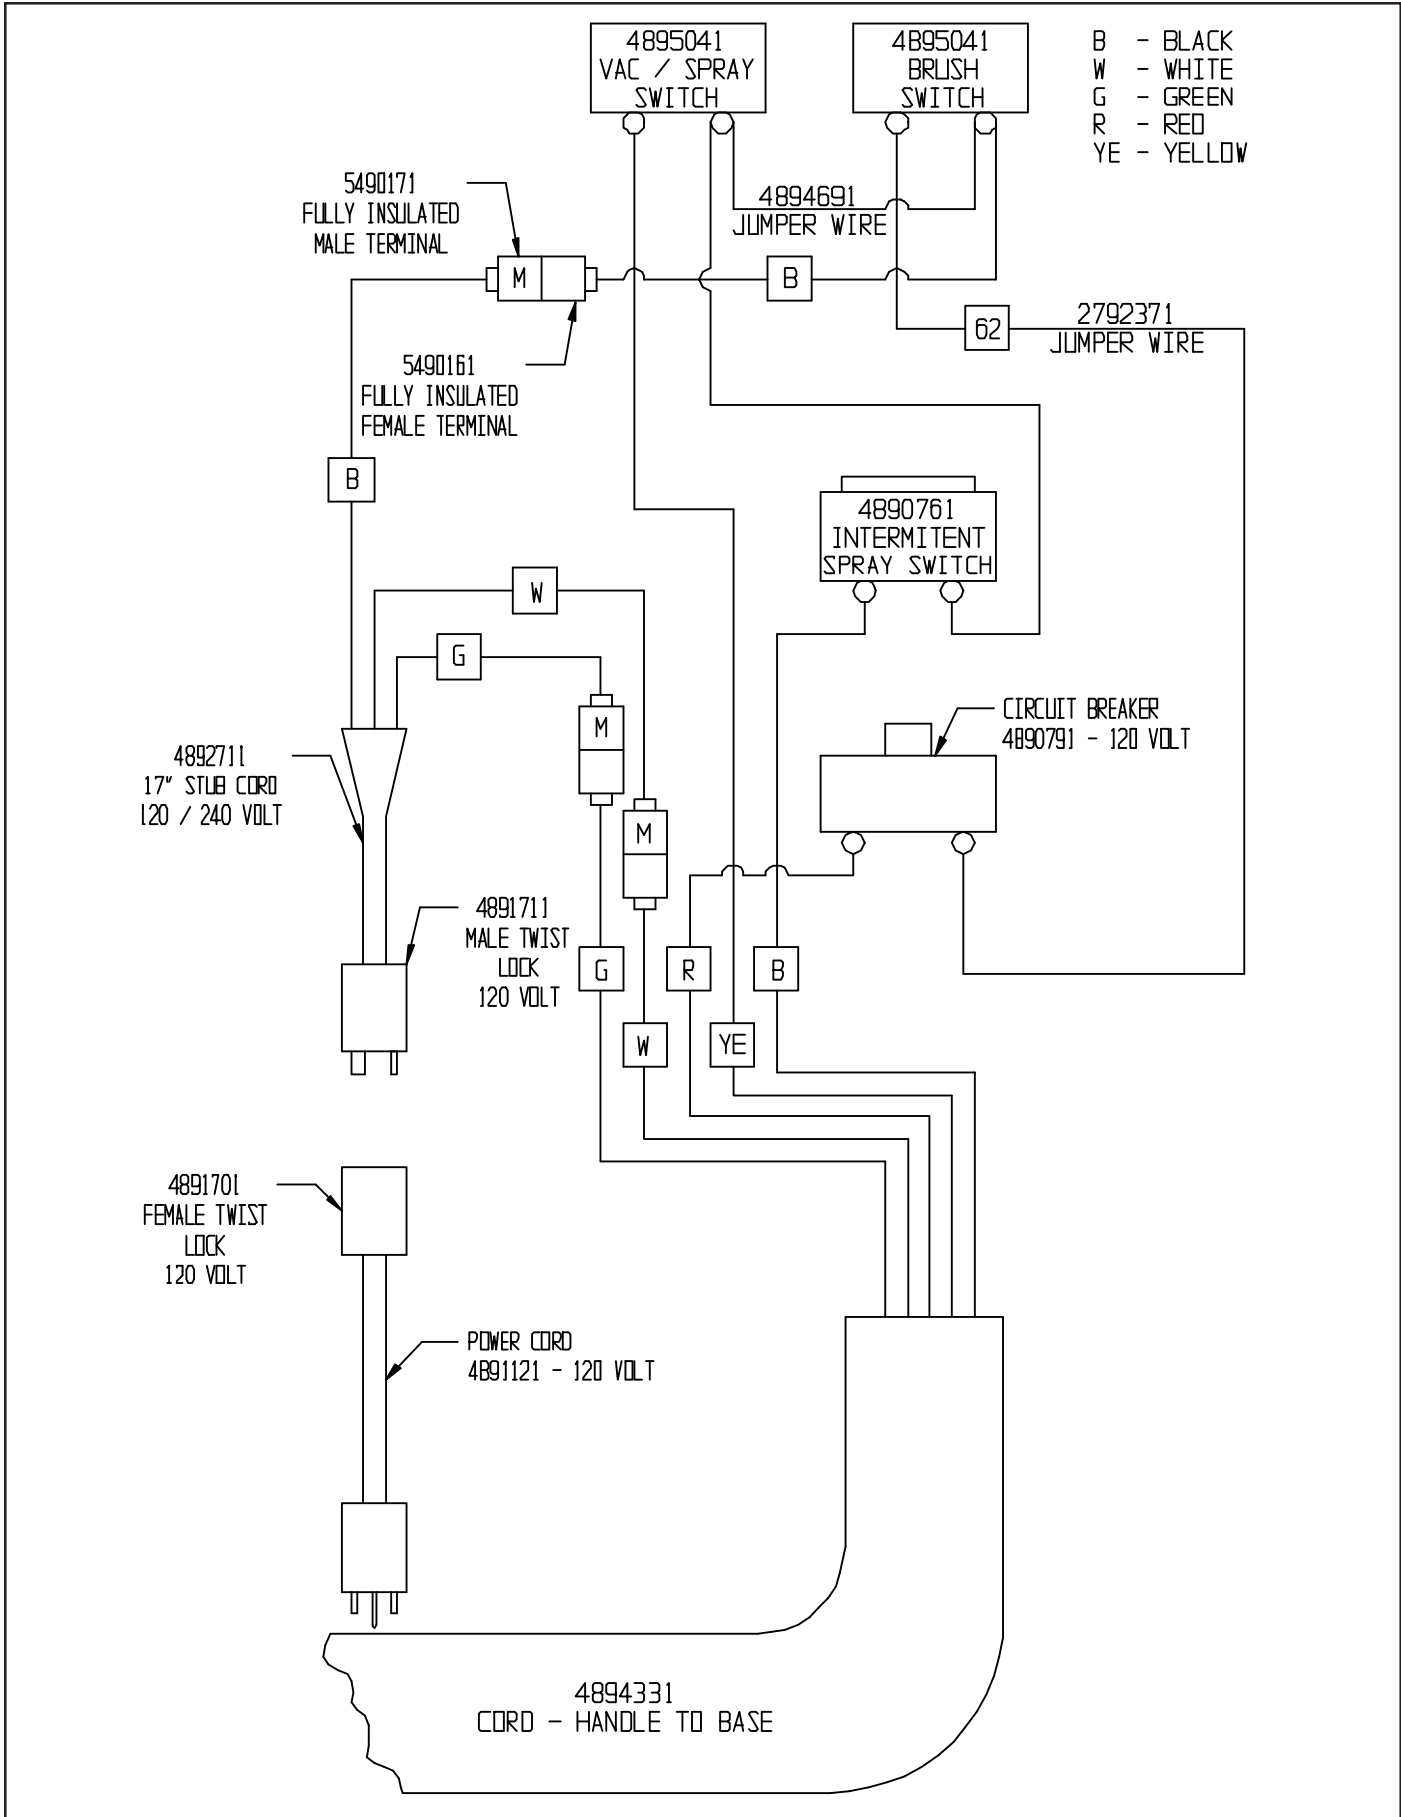 4895041
VAC / SPRAY
SWITCH
4895041
BRUSH
SWITCH
B - BLACK
W - WHITE
G - GREEN
R - RED
YE - YELLOW
5490171
FULLY INSULATED
MALE TERMINAL
4894691
JUMPER WIRE
M
B
62
2792371
JUMPER WIRE
5490161
FULLY INSULATED
FEMALE TERMINAL
B
4890761
INTERMITENT
SPRAY SWITCH
W
G
M
CIRCUIT BREAKER
4890791 - 120 VOLT
4892711
17" STUB CORD
120 / 240 VOLT
M
4891711
MALE TWIST
LOCK
120 VOLT
G
R
B
W
YE
4891701
FEMALE TWIST
LOCK
120 VOLT
POWER CORD
4891121 - 120 VOLT
4894331
CORD - HANDLE TO BASE